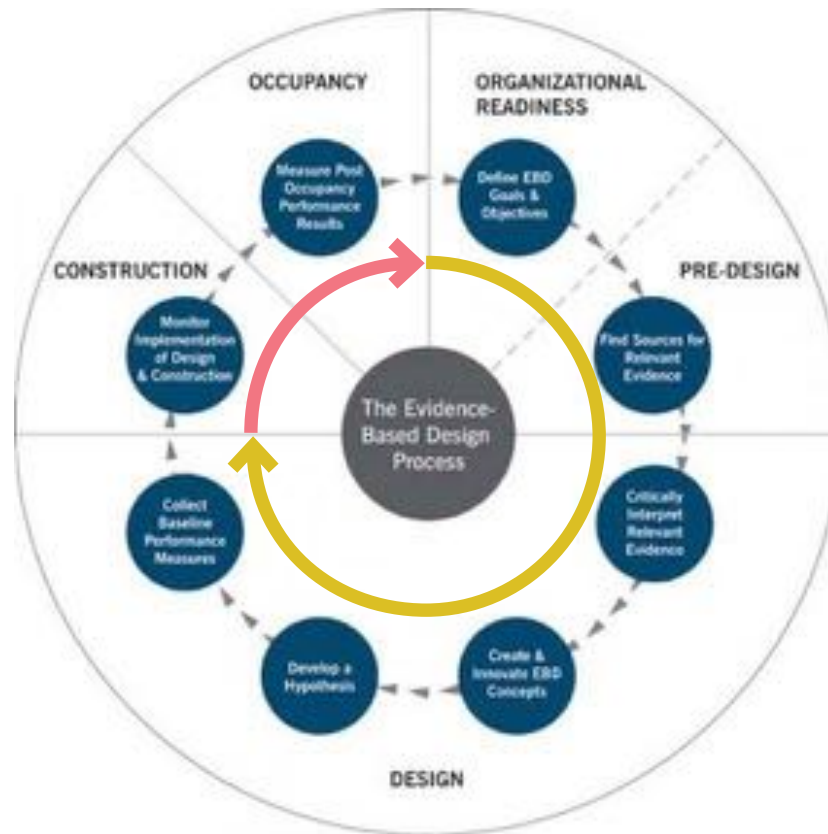 OCCUPANCY
ORGANIZATIONAL
READINESS
Measure Post
Occupancy
Performance
Results
Define EBD
Goals &
Objectives
CONSTRUCTION
PRE-DESIGN
Monitor
Implementation
of Design
& Construction
Find Sources for
Relevant
Evidence
The Evidence-
Based Design
Process
Collect
Baseline
Performance
Measures
Critically
Interpret
Relevant
Evidence
Develop a
Hypothesis
Create &
Innovate EBD
Concepts
DESIGN